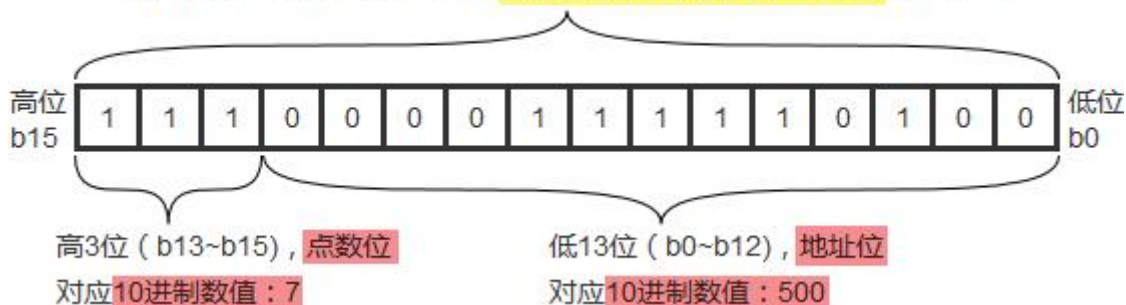 高位
b15
1 1 1 0 0 0 0 1 1 1 1 1 0 1 0 0
低位
b0
高3位（b13~b15），点数位
对应10进制数值：7
低13位（b0~b12），地址位
对应10进制数值：500